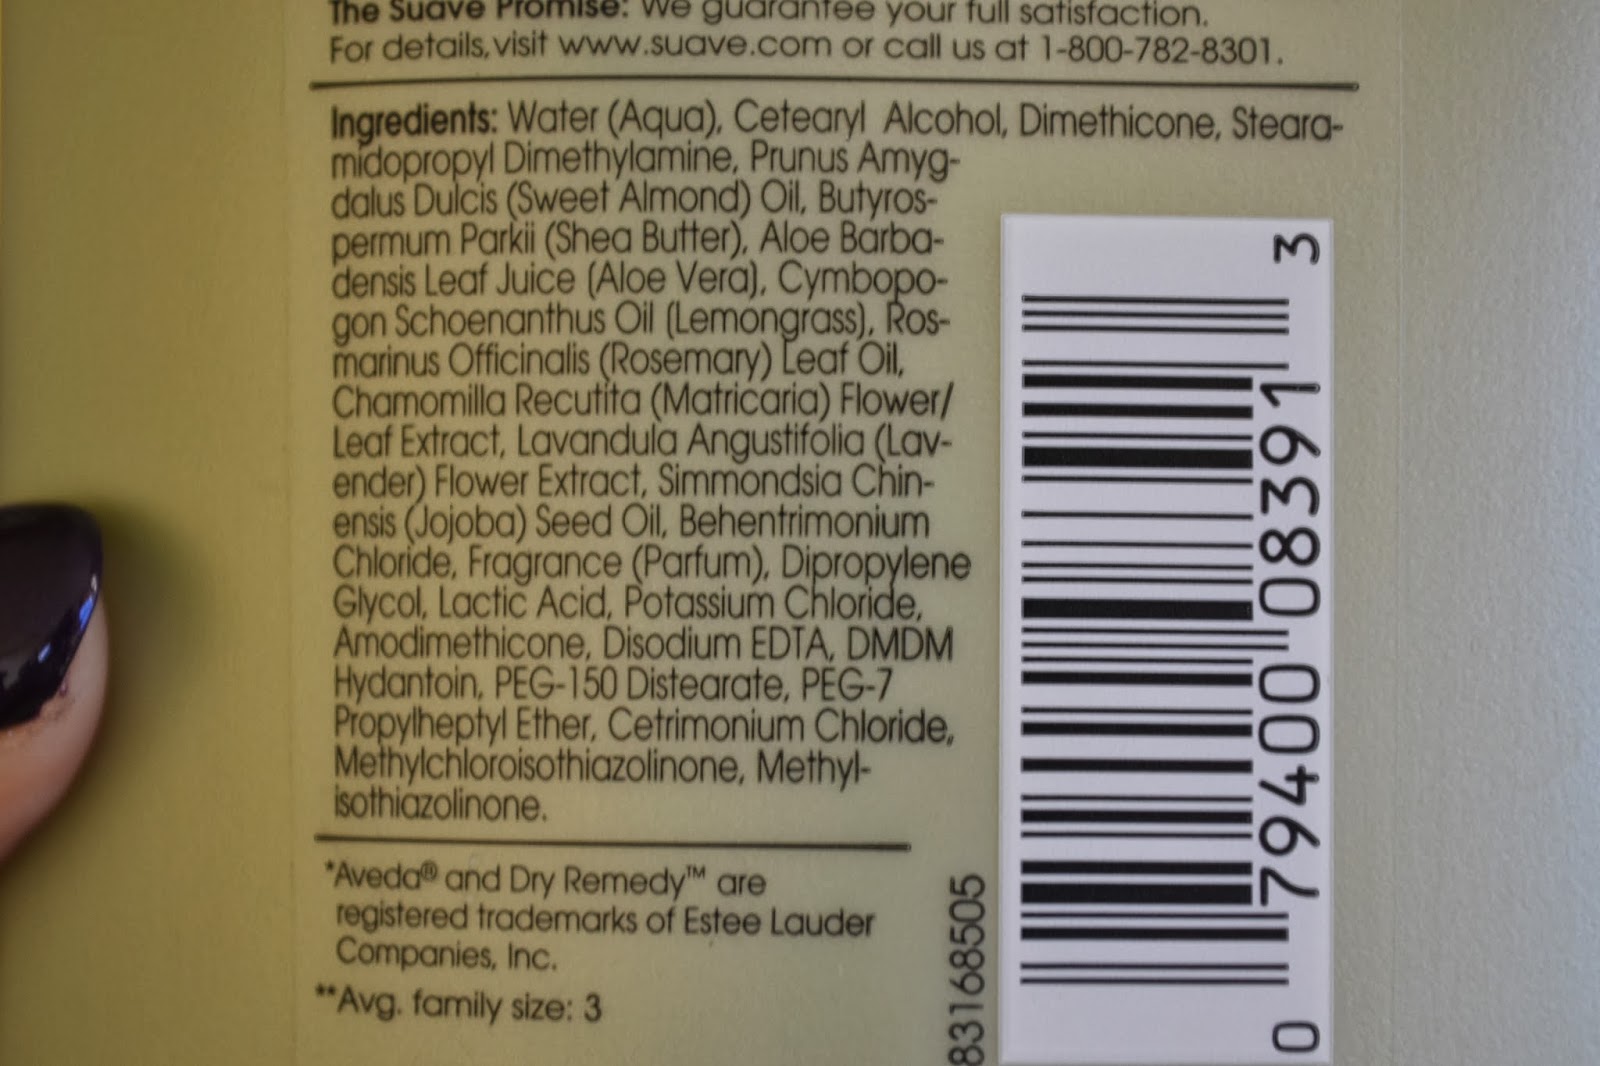 The Suave Promise: We guarantee your full satisfaction.
For details, visit www.suave.com or call us at 1-800-782-8301.
Ingredients: Water (Aqua), Cetearyl Alcohol, Dimethicone, Steara-
midopropyl Dimethylamine, Prunus Amyg-
dalus Dulcis (Sweet Almond) Oil, Butyros-
permum Parkii (Shea Butter), Aloe Barba-
densis Leaf Juice (Aloe Vera), Cymbopo-
gon Schoenanthus Oil (Lemongrass), Ros-
marinus Officinalis (Rosemary) Leaf Oil,
Chamomilla Recutita (Matricaria) Flower/
Leaf Extract, Lavandula Angustifolia (Lav-
ender) Flower Extract, Simmondsia Chin-
ensis (Jojoba) Seed Oil, Behentrimonium
Chloride, Fragrance (Parfum), Dipropylene
Glycol, Lactic Acid, Potassium Chloride,
Amodimethicone, Disodium EDTA, DMDM
Hydantoin, PEG-150 Distearate, PEG-7
Propylheptyl Ether, Cetrimonium Chloride,
Methylchloroisothiazolinone, Methyl-
isothiazolinone.
*Aveda® and Dry Remedy™ are
registered trademarks of Estee Lauder
Companies, Inc.
**Avg. family size: 3
83168505
0 79400 08391 3